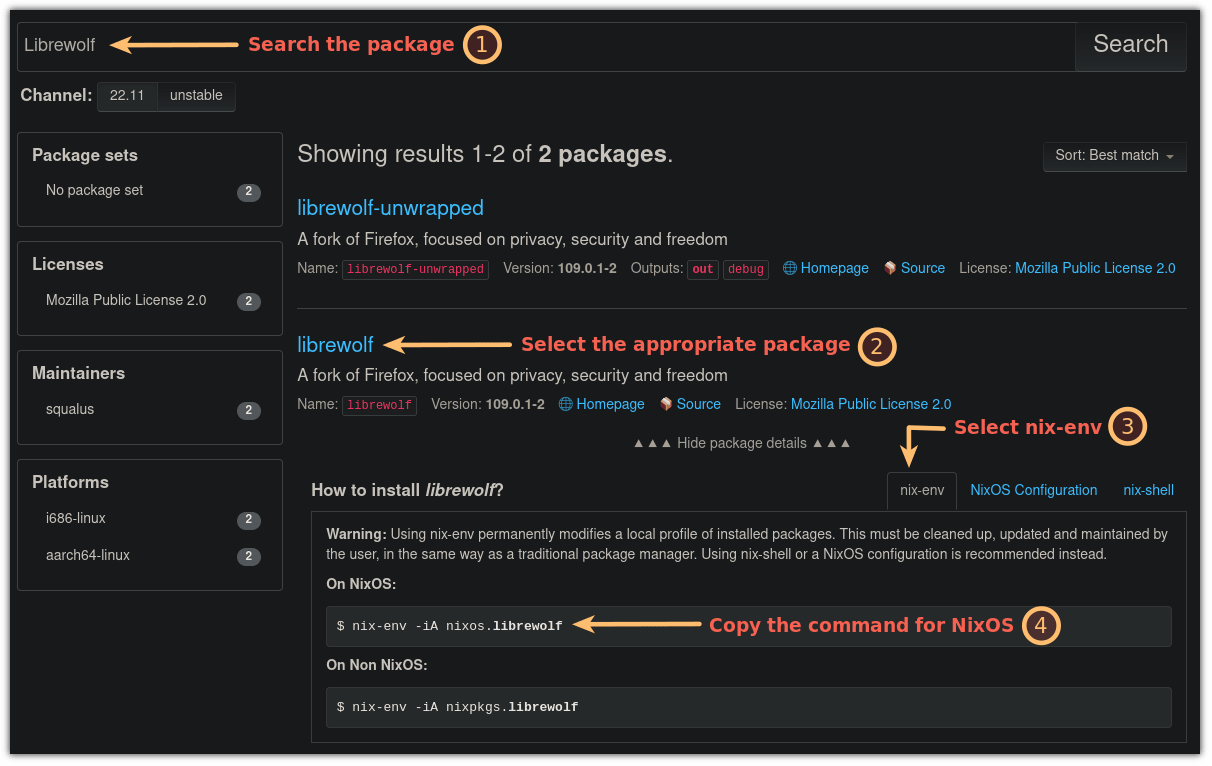 Librewolf Search the package 1 Search
Channel: 22.11 unstable
Package sets
No package set 2
Licenses
Mozilla Public License 2.0 2
Maintainers
squalus 2
Platforms
i686-linux 2
aarch64-linux 2
Showing results 1-2 of 2 packages.
Sort: Best match
librewolf-unwrapped
A fork of Firefox, focused on privacy, security and freedom
Name: librewolf-unwrapped Version: 109.0.1-2 Outputs: out debug Homepage Source License: Mozilla Public License 2.0
librewolf Select the appropriate package 2
A fork of Firefox, focused on privacy, security and freedom
Name: librewolf Version: 109.0.1-2 Homepage Source License: Mozilla Public License 2.0
Select nix-env 3
▲ ▲ ▲ Hide package details ▲ ▲ ▲
How to install librewolf? nix-env NixOS Configuration nix-shell
Warning: Using nix-env permanently modifies a local profile of installed packages. This must be cleaned up, updated and maintained by
the user, in the same way as a traditional package manager. Using nix-shell or a NixOS configuration is recommended instead.
On NixOS:
$ nix-env -iA nixos.librewolf Copy the command for NixOS 4
On Non NixOS:
$ nix-env -iA nixpkgs.librewolf